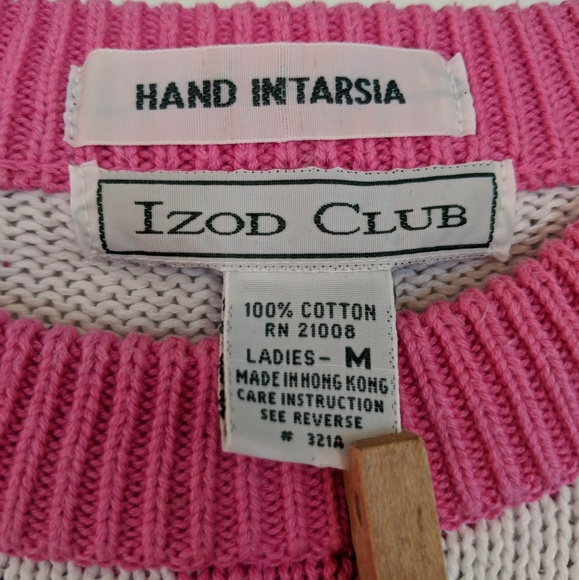 HAND INTARSIA
IZOD CLUB
100% COTTON
RN 21008
LADIES- M
MADE IN HONG KONG
CARE INSTRUCTION
SEE REVERSE
# 321A